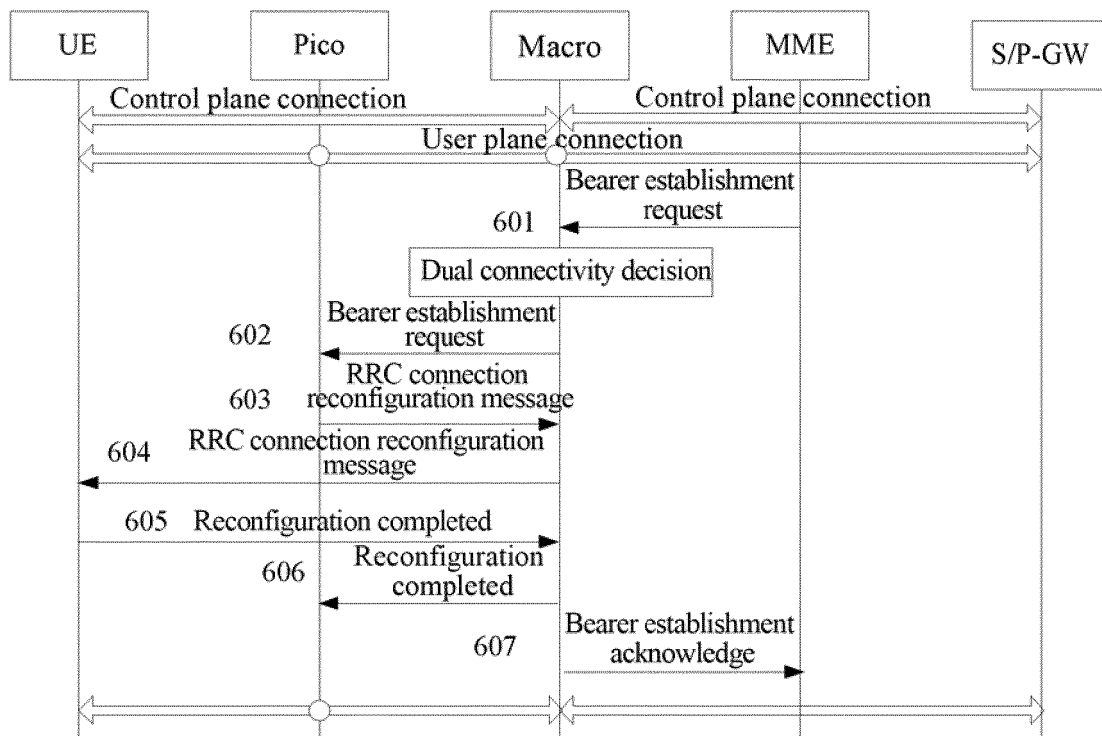 UE
Pico
Macro
MME
S/P-GW
Control plane connection
Control plane connection
User plane connection
Bearer establishment
request
601
Dual connectivity decision
Bearer establishment
request
602
RRC connection
reconfiguration message
603
RRC connection reconfiguration
message
604
605 Reconfiguration completed
Reconfiguration
completed
606
Bearer establishment
acknowledge
607